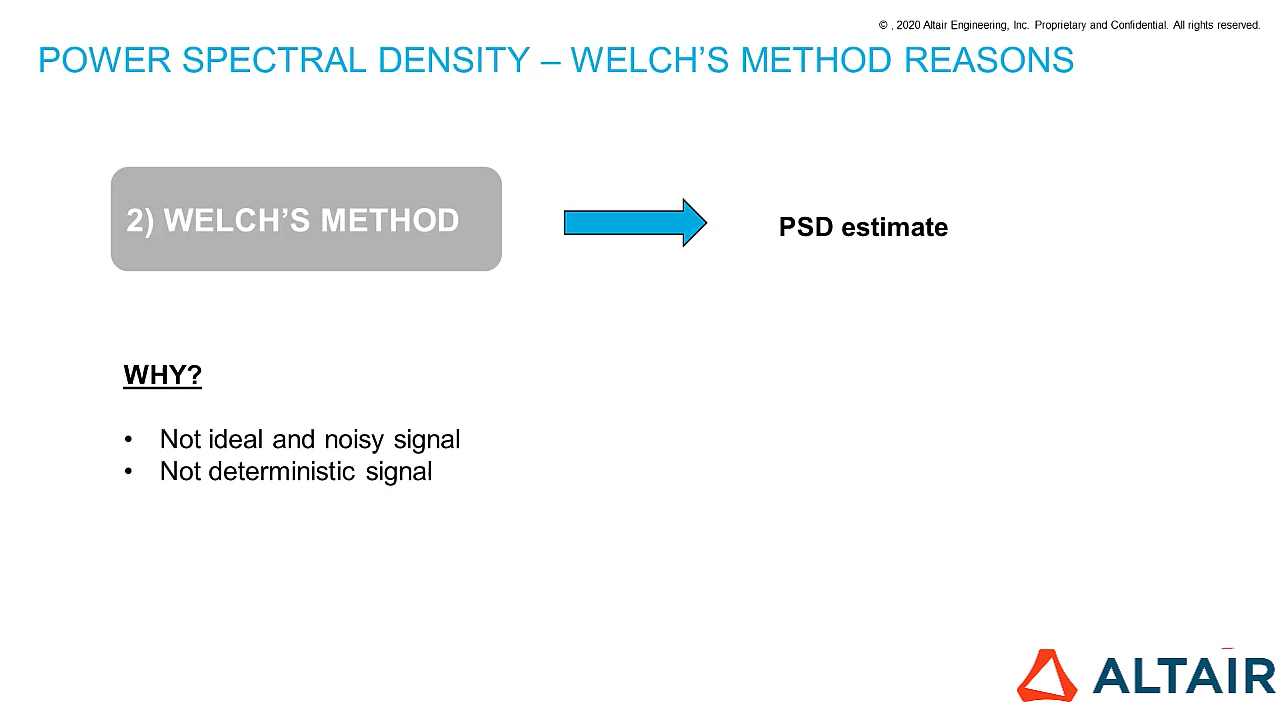 © , 2020 Altair Engineering, Inc. Proprietary and Confidential. All rights reserved.
POWER SPECTRAL DENSITY – WELCH’S METHOD REASONS
2) WELCH’S METHOD
PSD estimate
WHY?
• Not ideal and noisy signal
• Not deterministic signal
ALTAIR